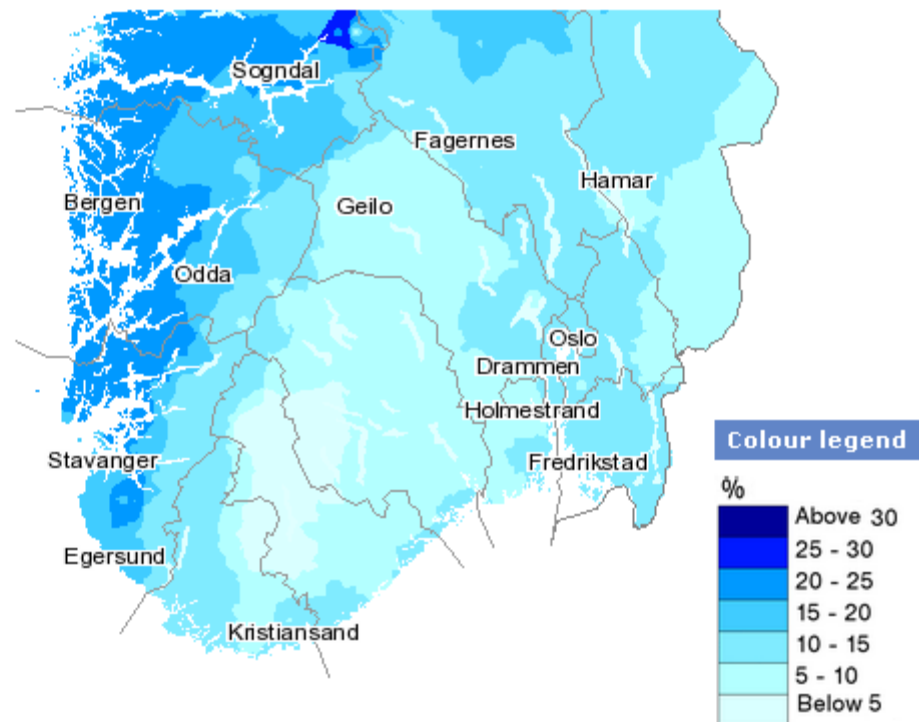 Sogndal
Fagernes
Hamar
Bergen
Geilo
Odda
Oslo
Drammen
Holmestrand
Stavanger
Fredrikstad
Egersund
Kristiansand
Colour legend
%
Above 30
25 - 30
20 - 25
15 - 20
10 - 15
5 - 10
Below 5